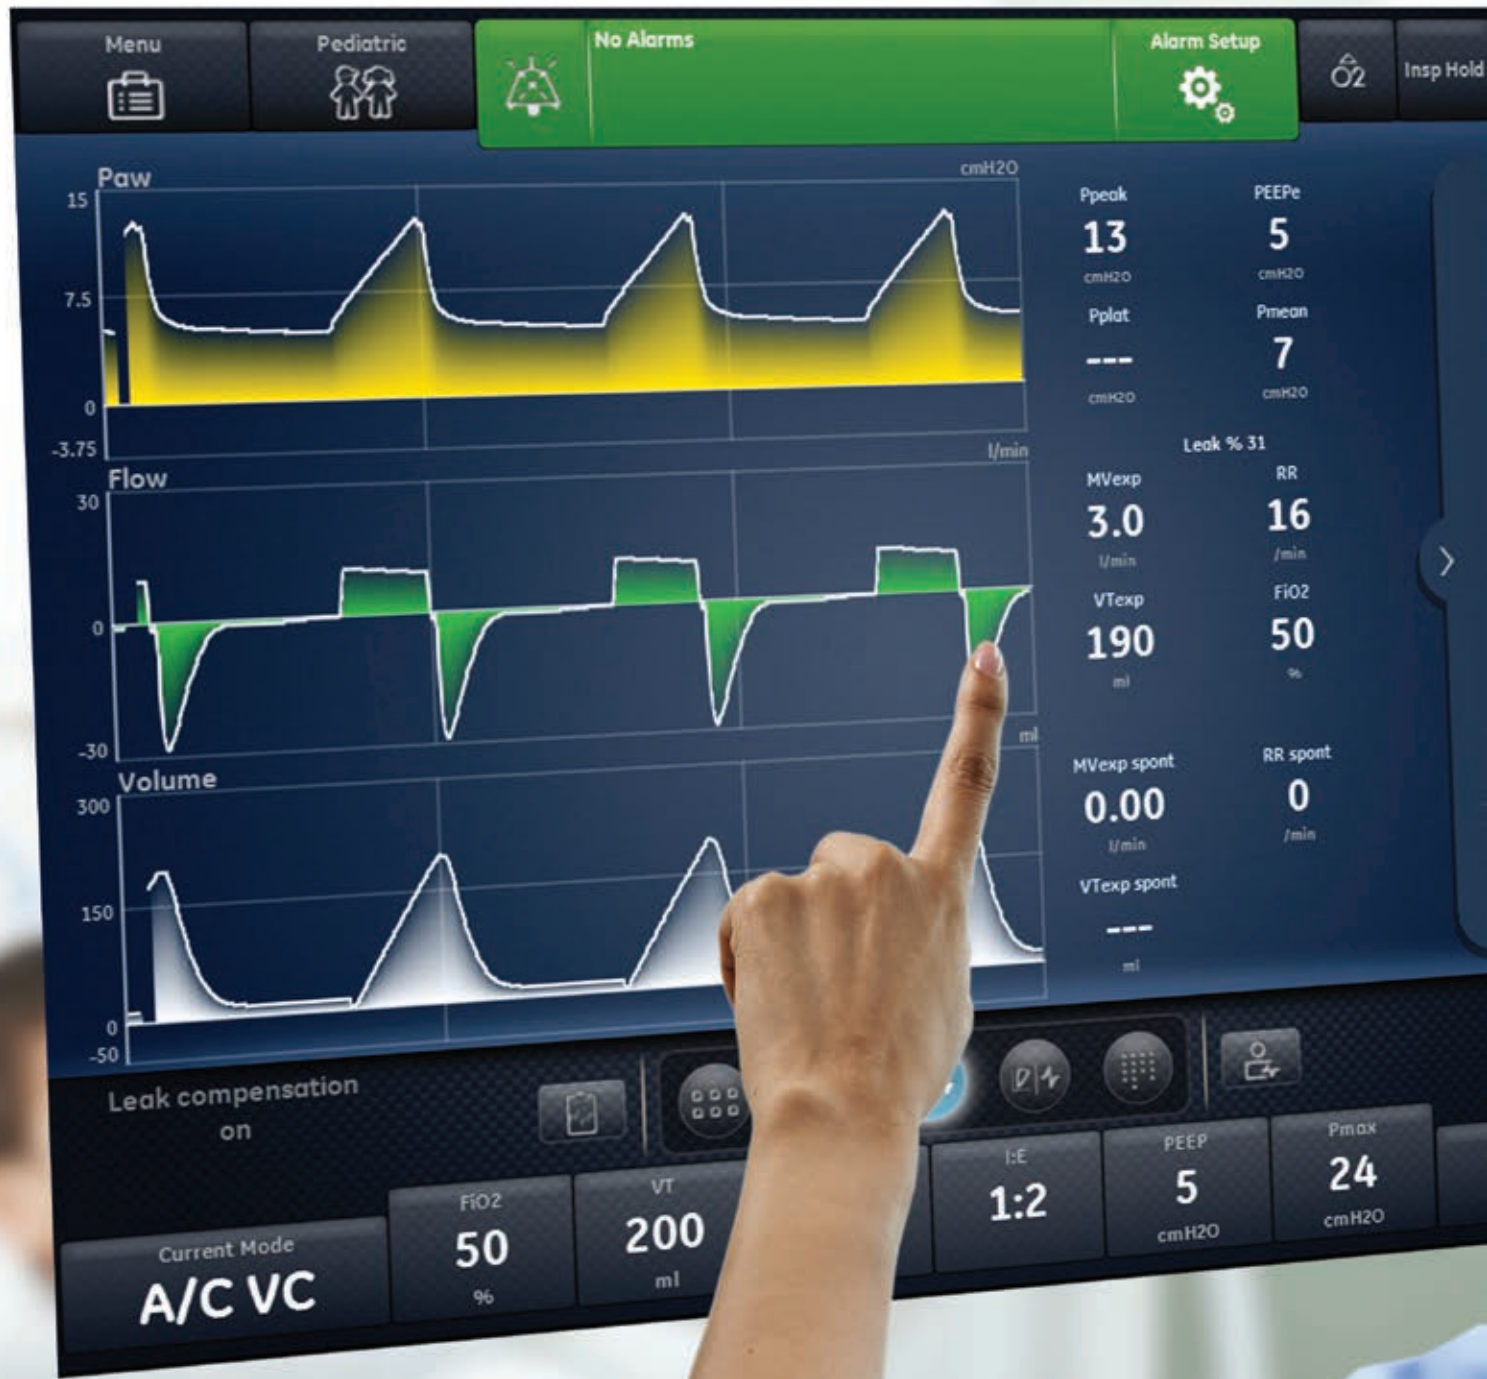 Menu
Pediatric
No Alarms
Alarm Setup
O2
Insp Hold
Paw
cmH2O
15
7.5
0
-3.75
Flow
l/min
30
0
-30
Volume
ml
300
150
0
-50
Ppeak
PEEPe
13
5
cmH2O
cmH2O
Pplat
Pmean
---
7
cmH2O
cmH2O
Leak % 31
MVexp
RR
3.0
16
l/min
/min
VTexp
FiO2
190
50
ml
%
MVexp spont
RR spont
0.00
0
l/min
/min
VTexp spont
---
ml
Leak compensation
on
Current Mode
A/C VC
FiO2
50
%
VT
200
ml
I:E
1:2
PEEP
5
cmH2O
Pmax
24
cmH2O